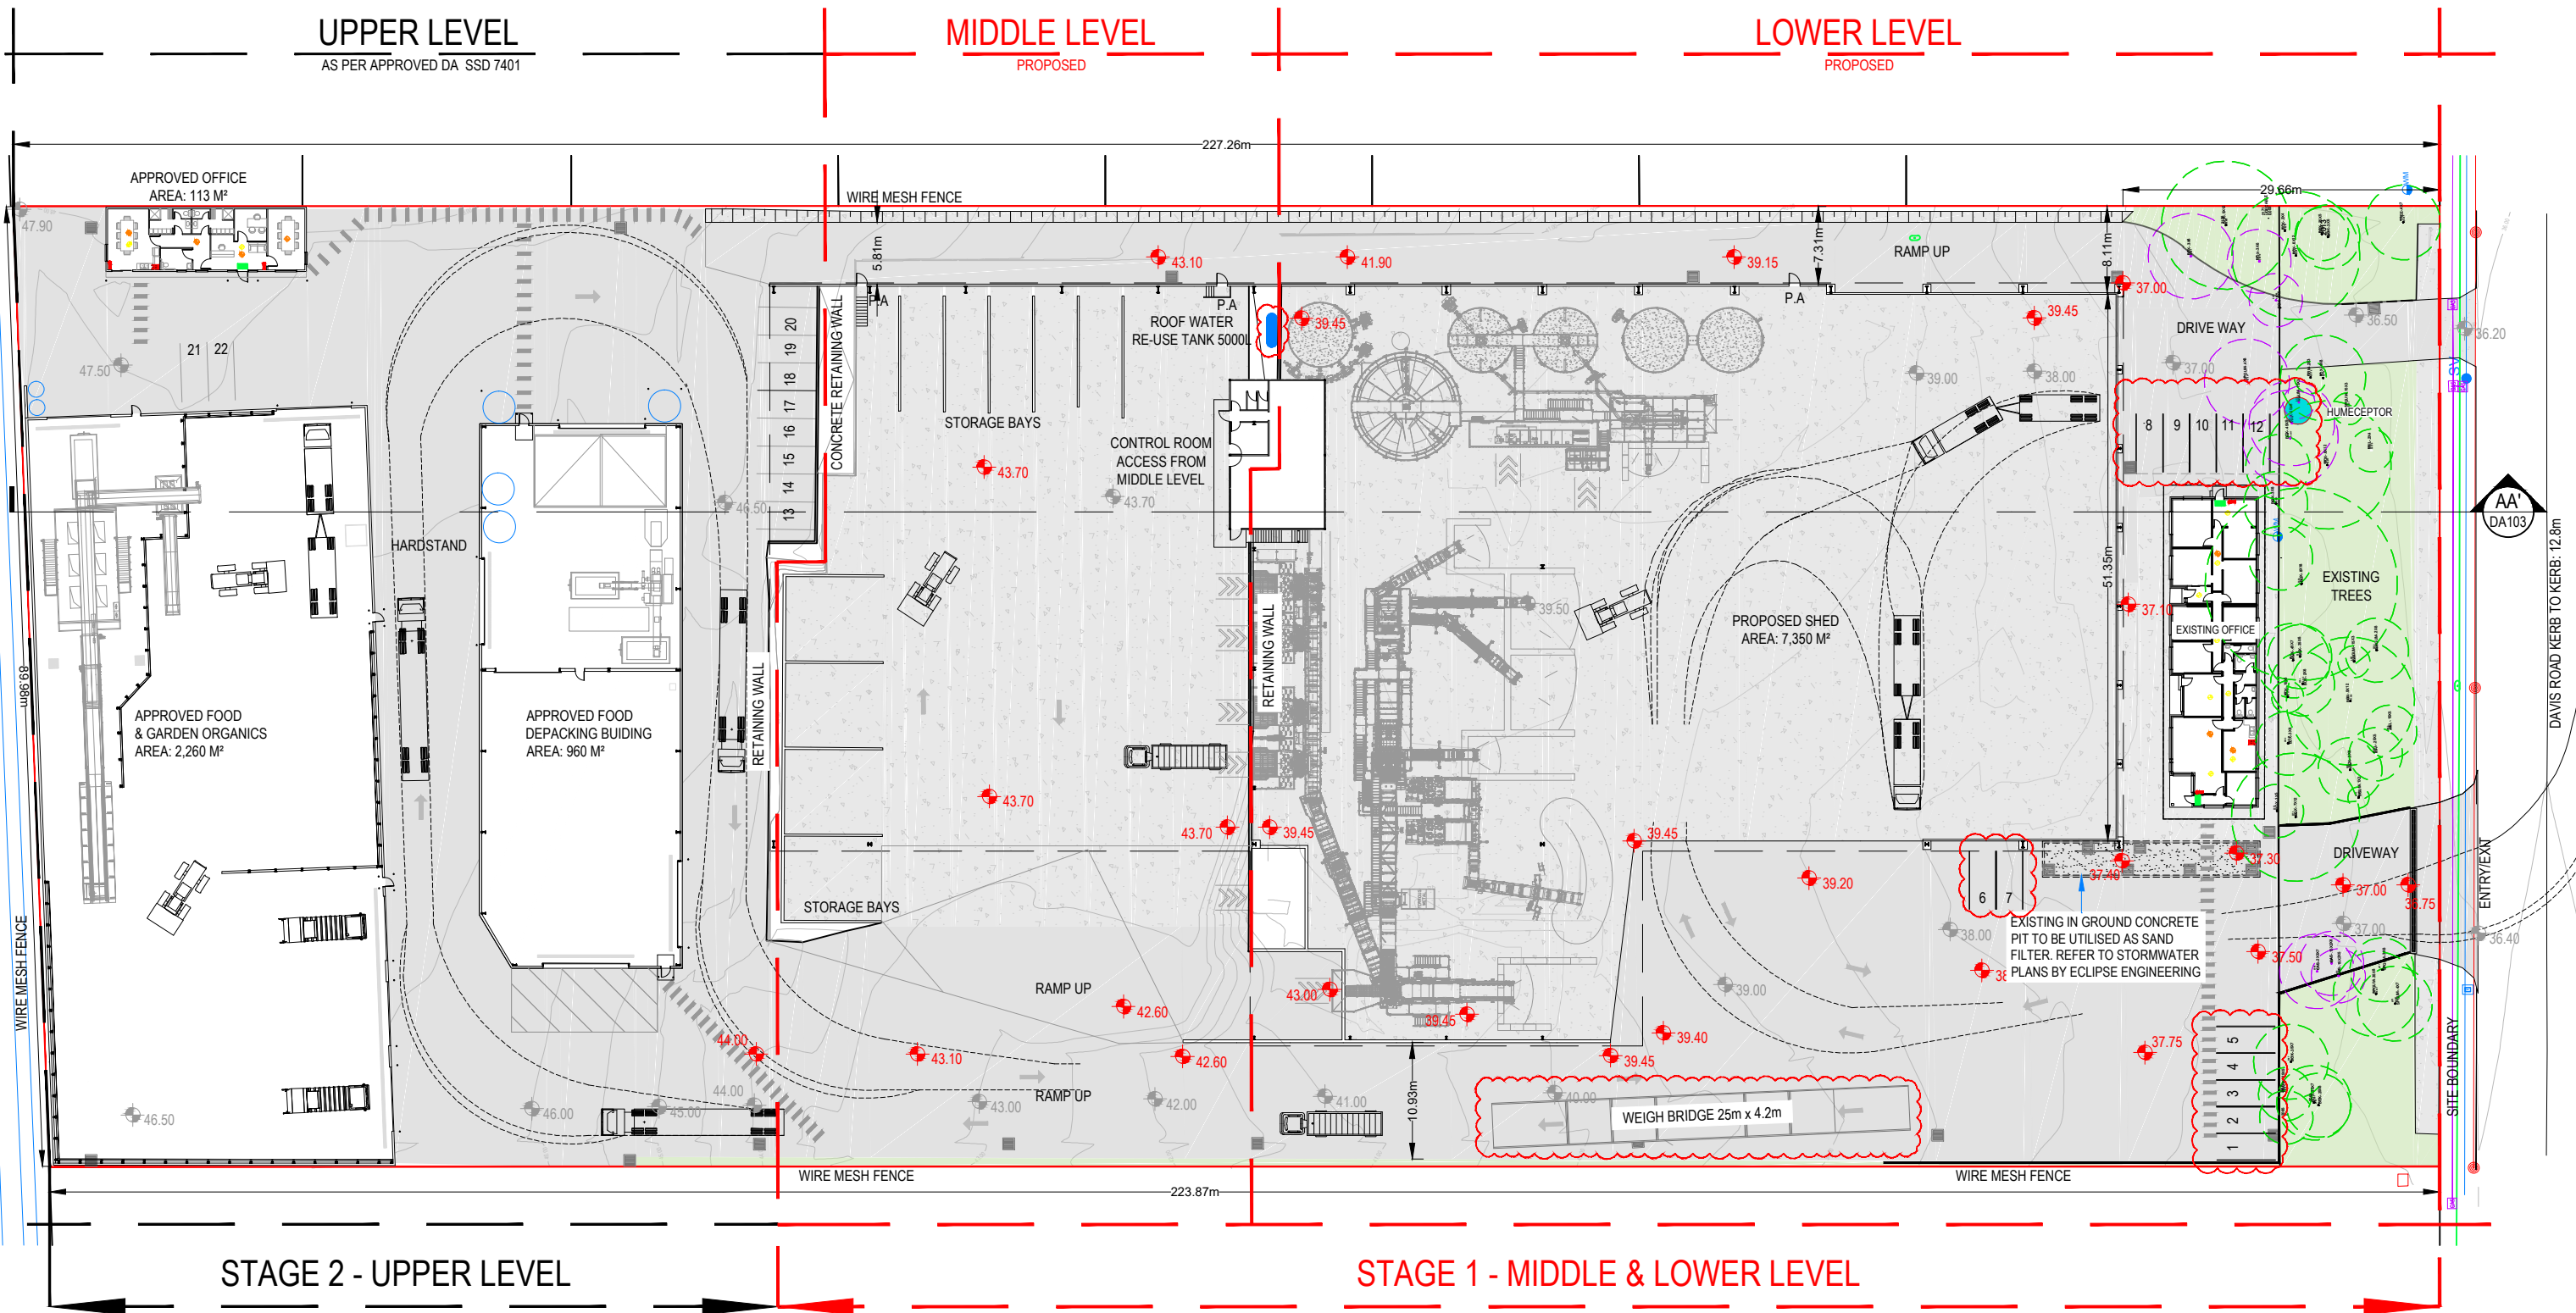 UPPER LEVEL
AS PER APPROVED DA SSD 7401
MIDDLE LEVEL
PROPOSED
LOWER LEVEL
PROPOSED
227.26m
APPROVED OFFICE
AREA: 113 M²
WIRE MESH FENCE
29.66m
47.90
5.81m
43.10
41.90
7.31m
39.15
RAMP UP
8.11m
37.00
P.A
P.A
P.A
36.50
36.20
ROOF WATER
RE-USE TANK 5000L
39.45
39.45
DRIVE WAY
CONCRETE RETAINING WALL
20
19
18
17
16
15
14
13
21
22
47.50
39.00
38.00
37.00
STORAGE BAYS
CONTROL ROOM
ACCESS FROM
MIDDLE LEVEL
8
9
10
11
12
HUMECEPTOR
SV
43.70
43.70
46.50
AA'
DA103
HARDSTAND
DAVIS ROAD KERB TO KERB: 12.8m
51.35m
EXISTING
TREES
39.50
37.10
PROPOSED SHED
AREA: 7,350 M²
EXISTING OFFICE
RETAINING WALL
RETAINING WALL
89.98m
APPROVED FOOD
& GARDEN ORGANICS
AREA: 2,260 M²
APPROVED FOOD
DEPACKING BUIDING
AREA: 960 M²
43.70
43.70
39.45
39.45
37.30
DRIVEWAY
37.40
39.20
37.00
36.75
ENTRY/EXIT
STORAGE BAYS
6
7
EXISTING IN GROUND CONCRETE
PIT TO BE UTILISED AS SAND
FILTER. REFER TO STORMWATER
PLANS BY ECLIPSE ENGINEERING
38.00
37.00
36.40
37.50
WIRE MESH FENCE
RAMP UP
43.00
39.00
42.60
39.45
39.40
44.00
43.10
42.60
39.45
37.75
5
4
3
2
1
SITE BOUNDARY
RAMP UP
44.00
46.50
46.00
45.00
43.00
42.00
41.00
40.00
10.93m
WEIGH BRIDGE 25m x 4.2m
WIRE MESH FENCE
WIRE MESH FENCE
223.87m
STAGE 2 - UPPER LEVEL
STAGE 1 - MIDDLE & LOWER LEVEL